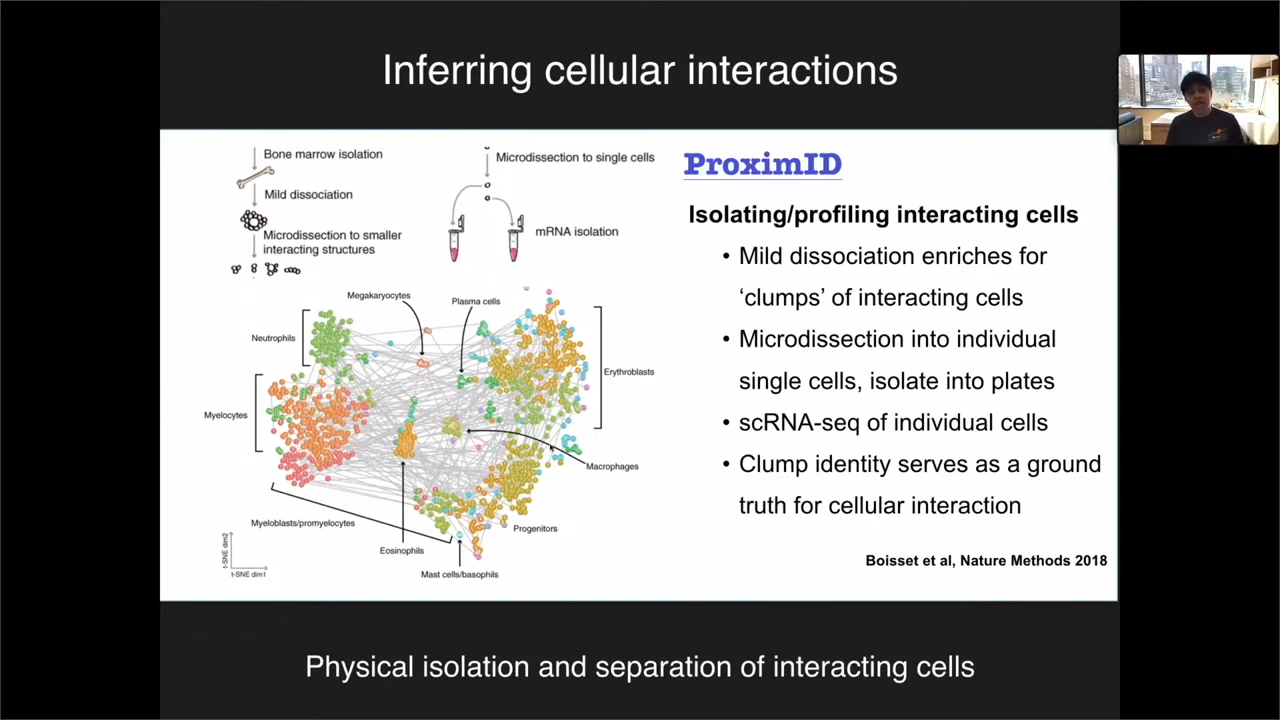 Inferring cellular interactions
Bone marrow isolation
Mild dissociation
Microdissection to smaller
interacting structures
Microdissection to single cells
mRNA isolation
Megakaryocytes
Plasma cells
Neutrophils
Erythroblasts
Myelocytes
Macrophages
Myeloblasts/promyelocytes
Progenitors
Eosinophils
Mast cells/basophils
t-SNE dim2
t-SNE dim1
ProximID
Isolating/profiling interacting cells
• Mild dissociation enriches for
‘clumps’ of interacting cells
• Microdissection into individual
single cells, isolate into plates
• scRNA-seq of individual cells
• Clump identity serves as a ground
truth for cellular interaction
Boisset et al, Nature Methods 2018
Physical isolation and separation of interacting cells